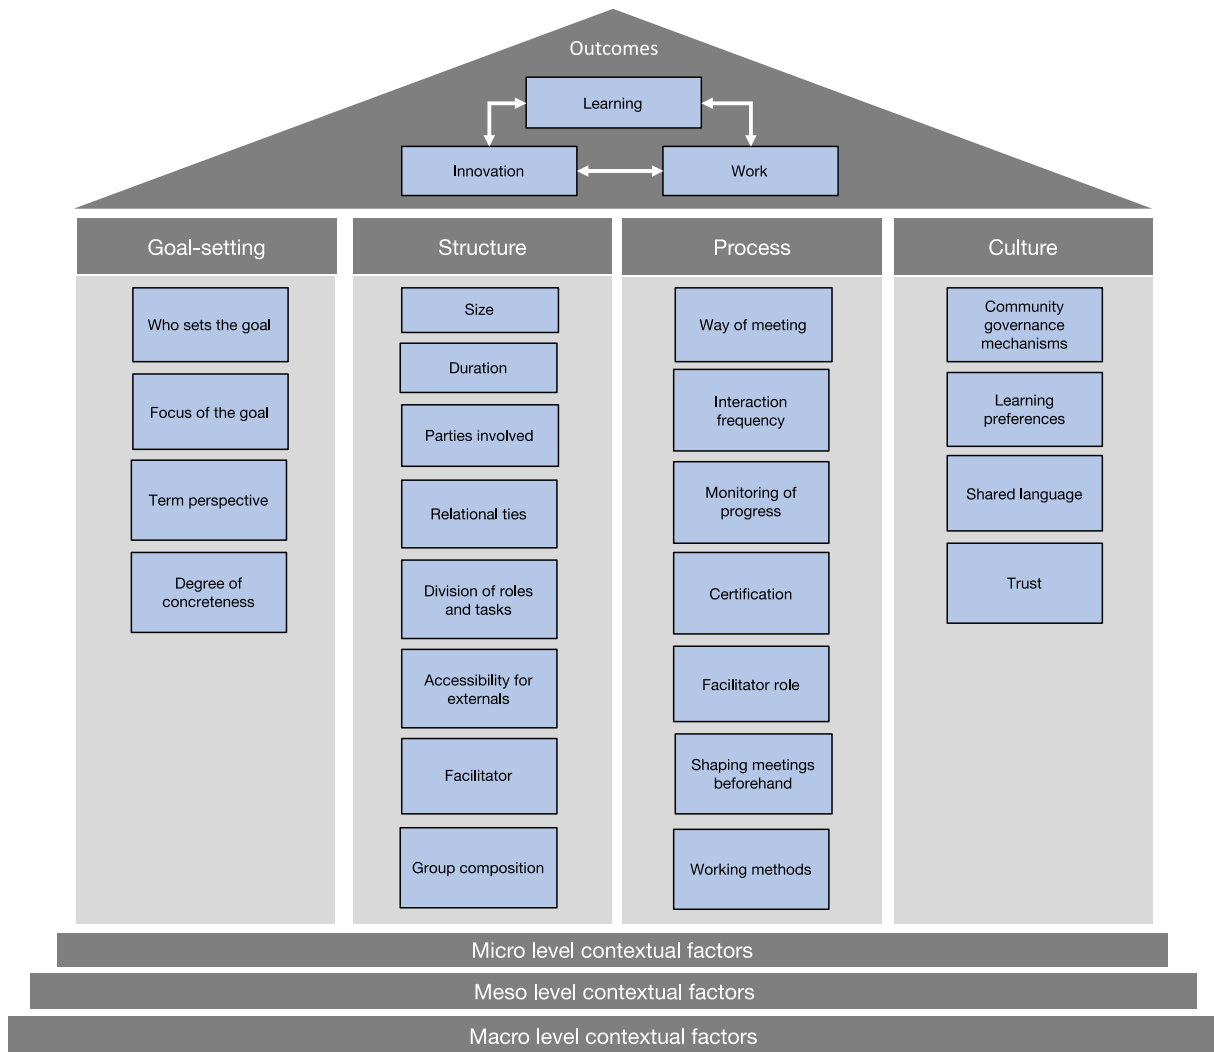 Outcomes
Learning
Innovation
Work
Goal-setting
Who sets the goal
Focus of the goal
Term perspective
Degree of
concreteness
Structure
Size
Duration
Parties involved
Relational ties
Division of roles
and tasks
Accessibility for
externals
Facilitator
Group composition
Process
Way of meeting
Interaction
frequency
Monitoring of
progress
Certification
Facilitator role
Shaping meetings
beforehand
Working methods
Culture
Community
governance
mechanisms
Learning
preferences
Shared language
Trust
Micro level contextual factors
Meso level contextual factors
Macro level contextual factors